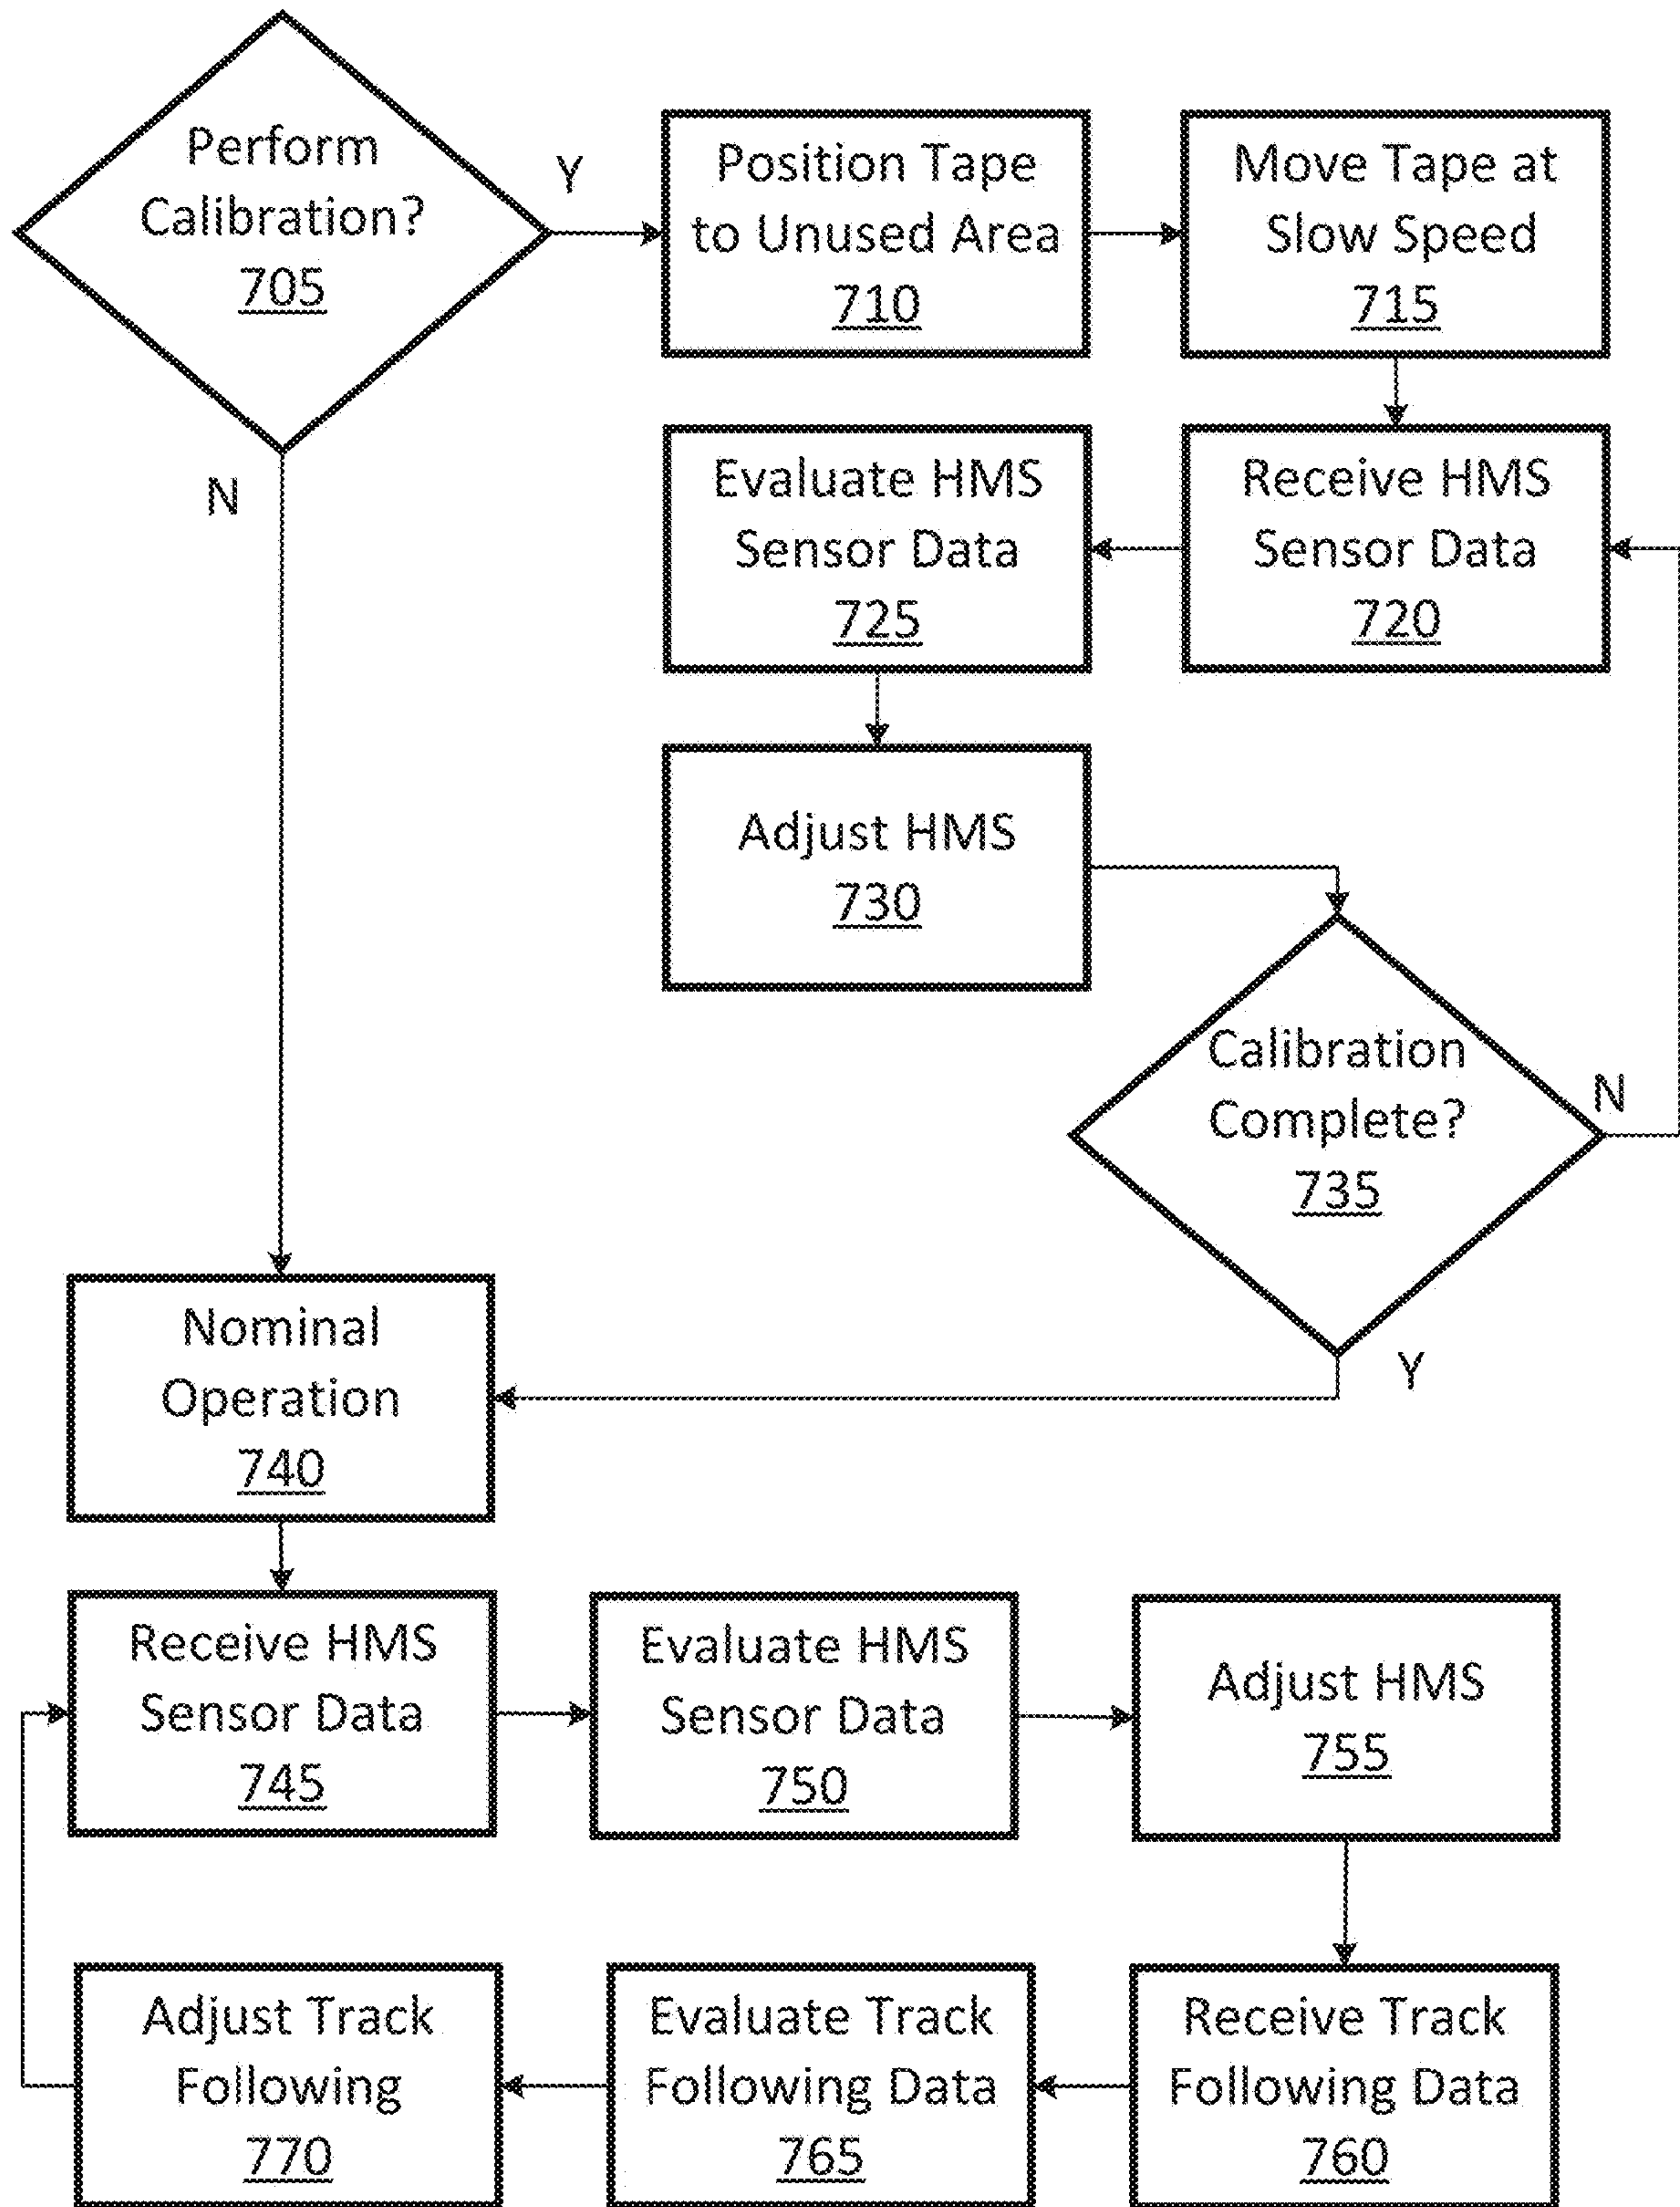 Perform
Calibration?
705
Y
N
Position Tape
to Unused Area
710
Move Tape at
Slow Speed
715
Receive HMS
Sensor Data
720
Evaluate HMS
Sensor Data
725
Adjust HMS
730
Calibration
Complete?
735
N
Y
Nominal
Operation
740
Receive HMS
Sensor Data
745
Evaluate HMS
Sensor Data
750
Adjust HMS
755
Receive Track
Following Data
760
Evaluate Track
Following Data
765
Adjust Track
Following
770